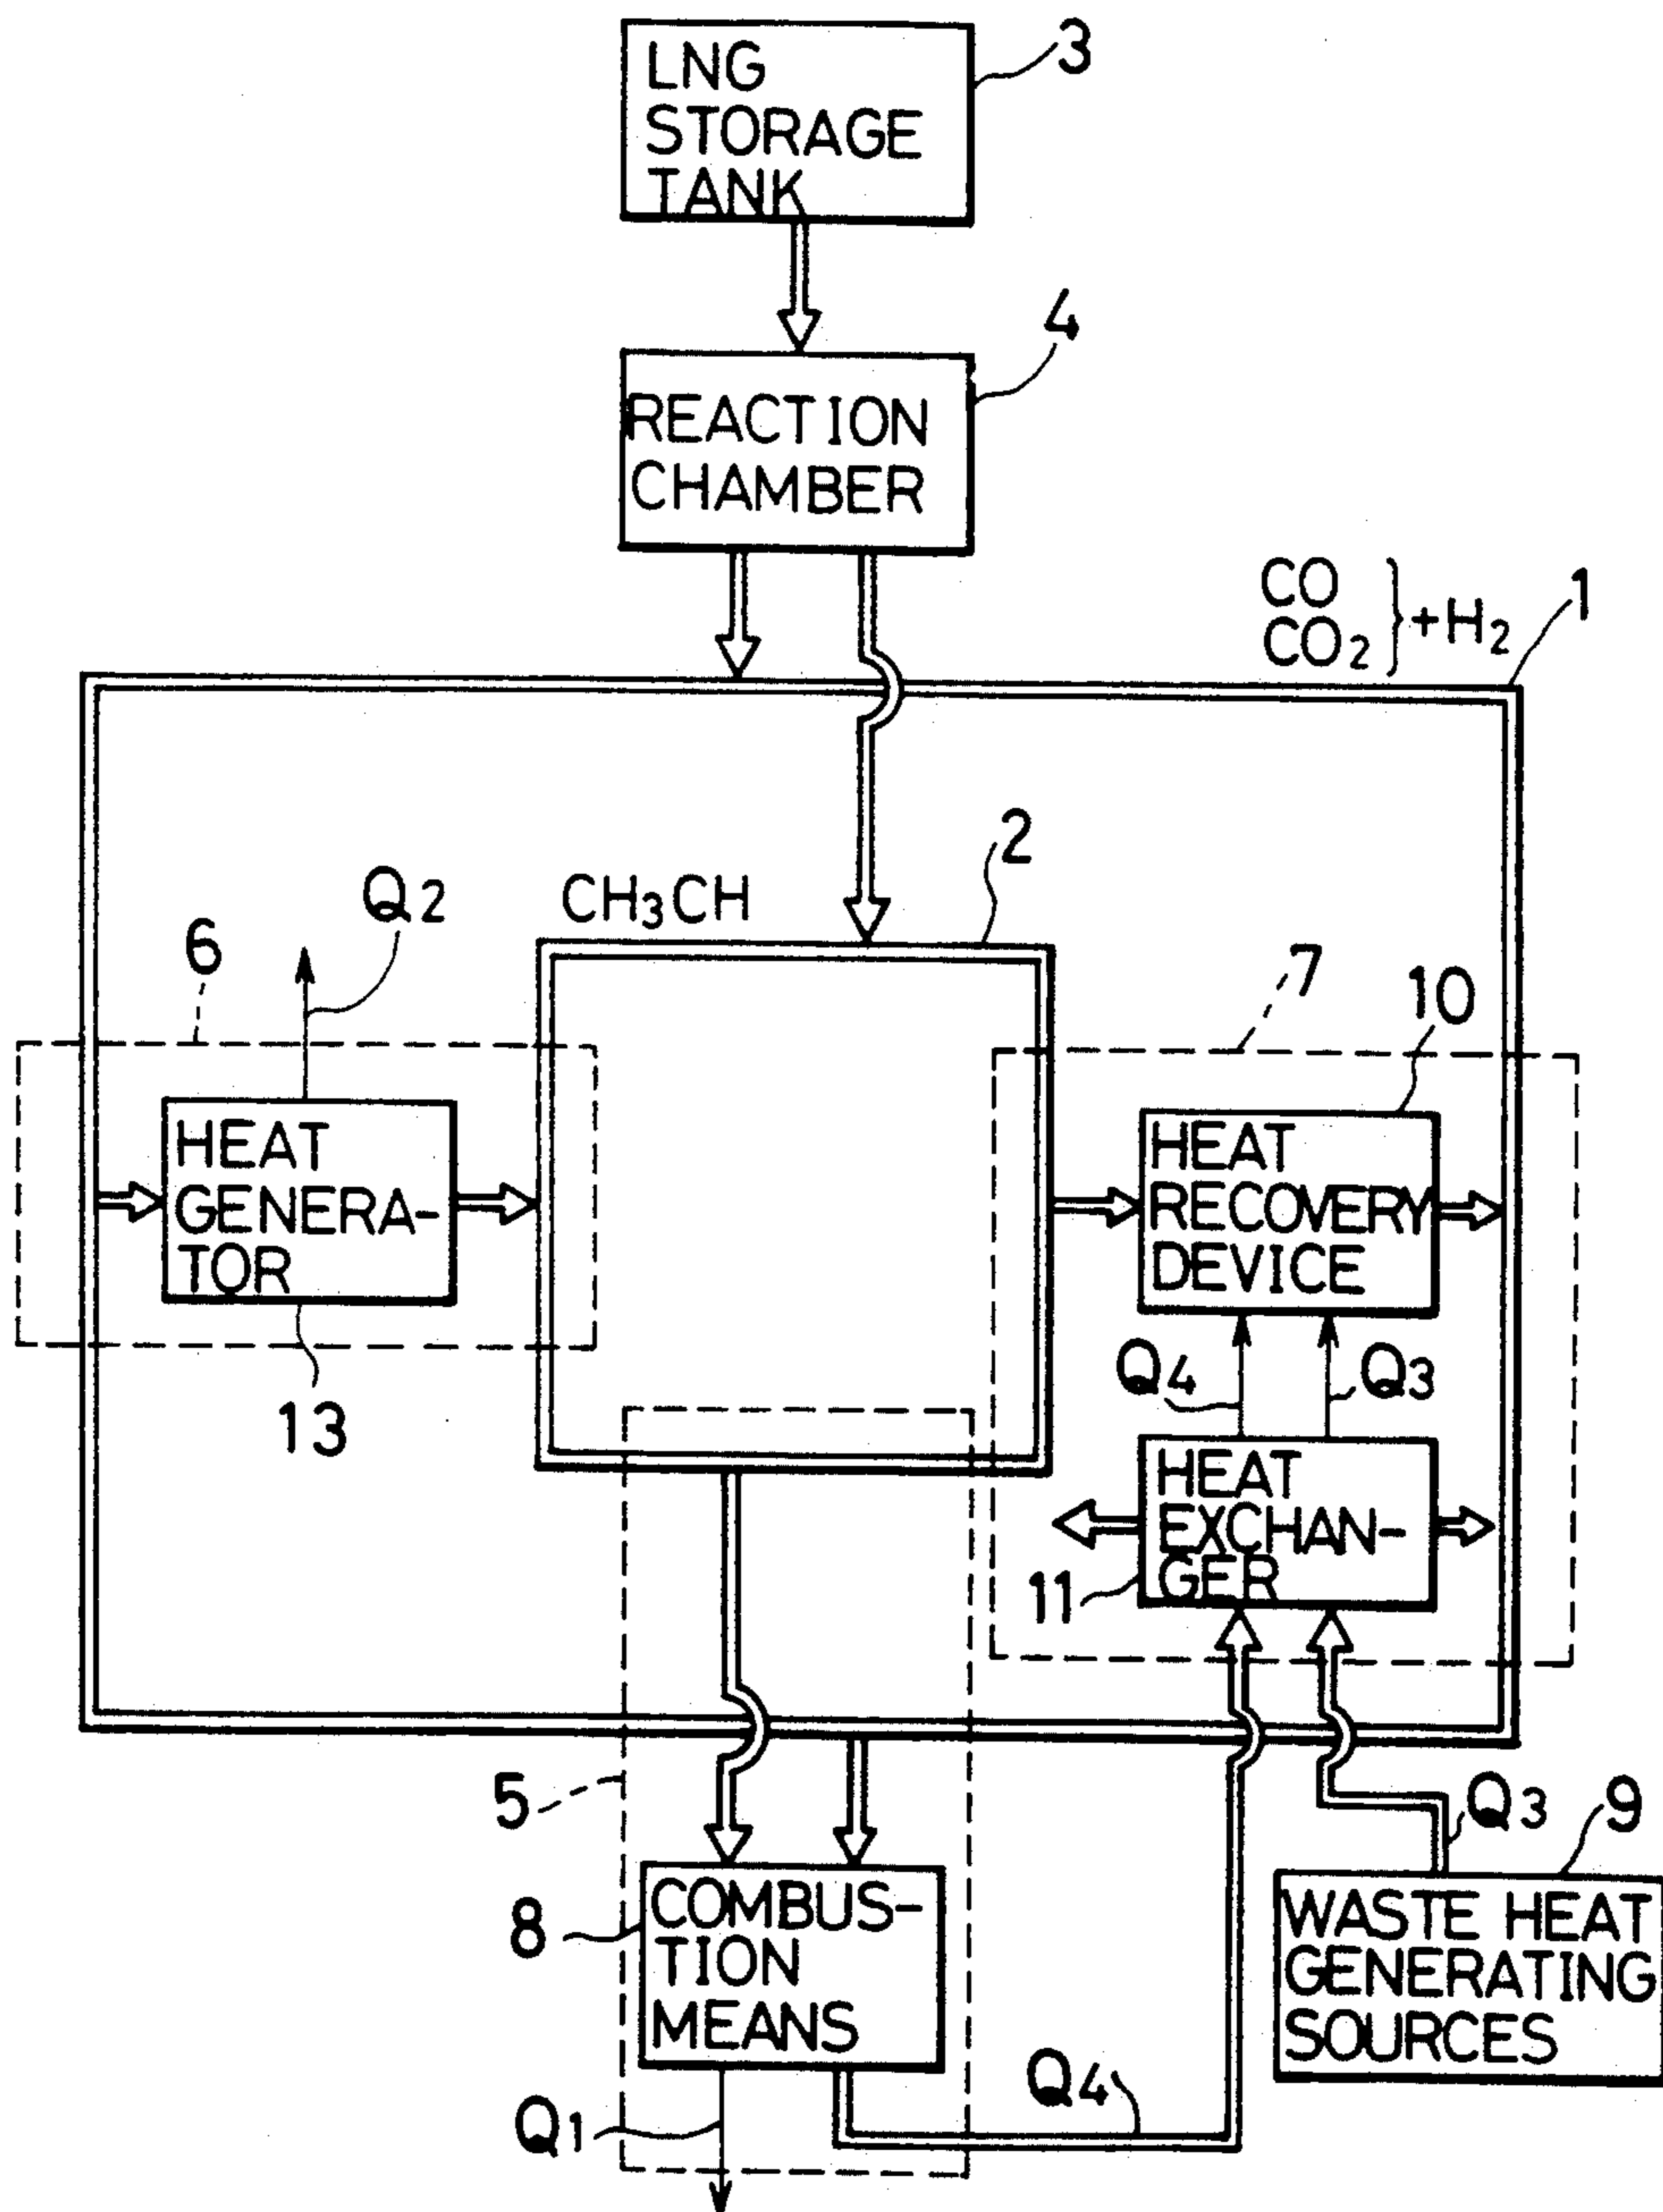 LNG
STORAGE
TANK
3
4
REACTION
CHAMBER
CO
CO2
+H2
1
2
CH3CH
Q2
6
7
10
HEAT
GENERA-
TOR
13
HEAT
RECOVERY
DEVICE
Q4
Q3
HEAT
EXCHAN-
GER
11
5
Q3
9
8
COMBUS-
TION
MEANS
WASTE HEAT
GENERATING
SOURCES
Q4
Q1